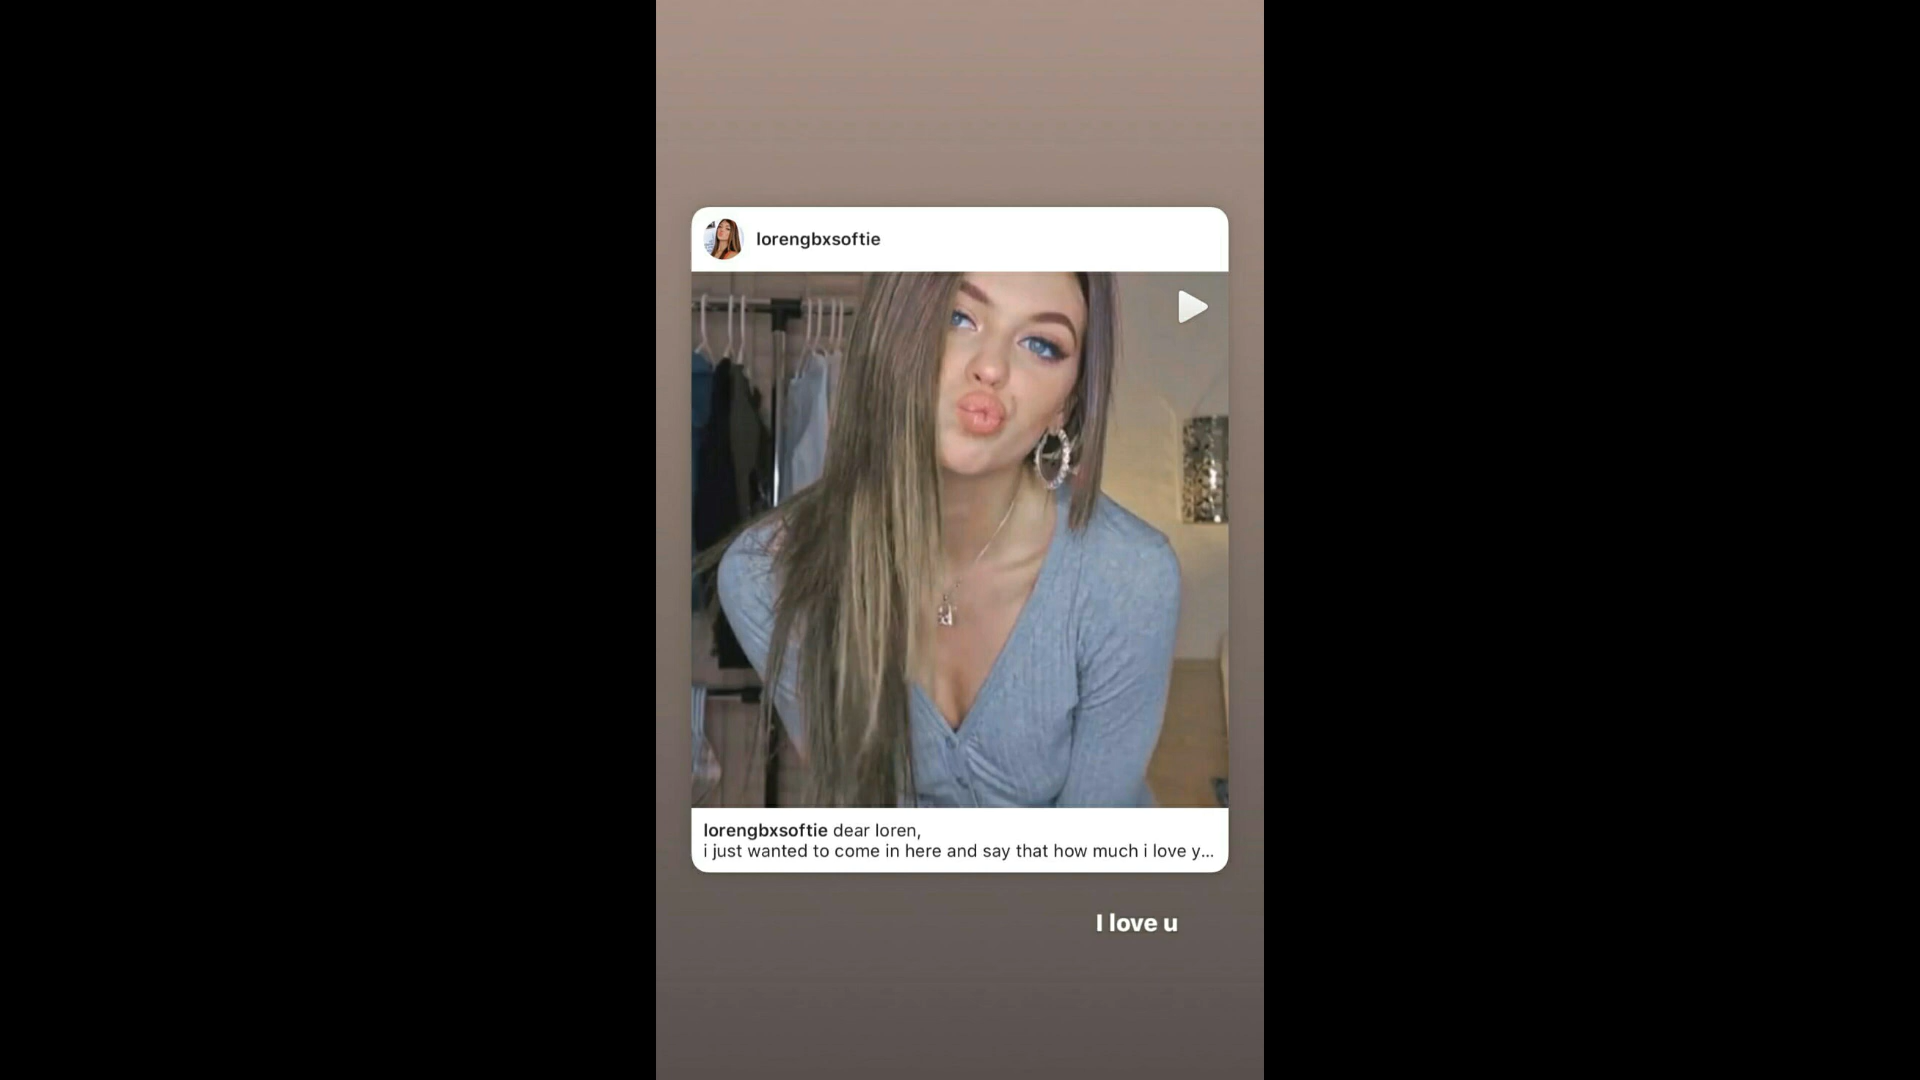 lorengbxsoftie
lorengbxsoftie dear loren,
i just wanted to come in here and say that how much i love y...
I love u